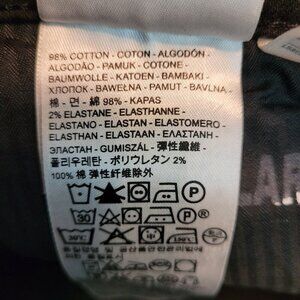 98% COTTON - COTON - ALGODÓN -
ALGODÃO - PAMUK - COTONE -
BAUMWOLLE - KATOEN - BAMBAKI
ХЛОПОК - BAWEŁNA - PAMUT - BAVLNA -
棉 - 면 - 綿 98% - KAPAS
2% ELASTANE - ELASTHANNE -
ELASTANO - ELASTAN - ELASTOMERO
ELASTHAN - ELASTAAN - ΕΛΑΣΤΑΝΗ -
ЭЛАСТАН - GUMISZÁL - 彈性纖維 -
폴리우레탄 - ポリウレタン 2%
100% 棉 弹性纤维除外
30
AR